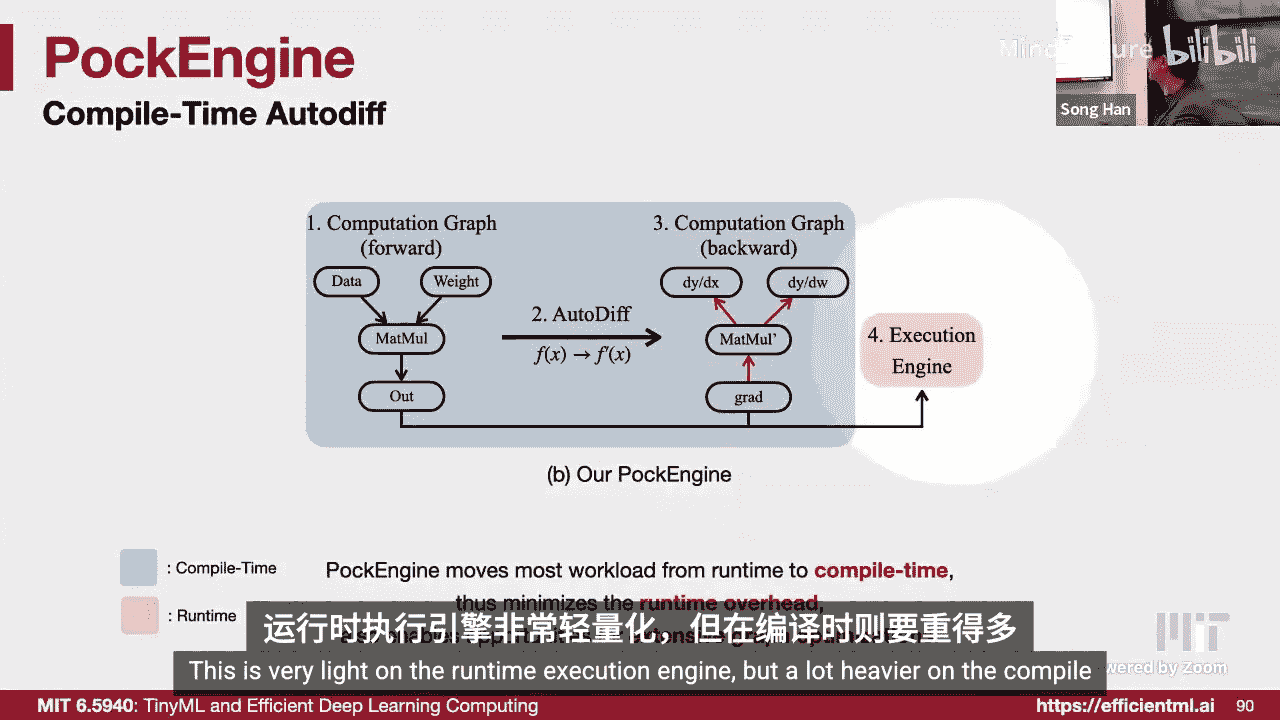 PockEngine
Compile-Time Autodiff
bilibili
Song Han
1. Computation Graph
(forward)
Data
Weight
MatMul
Out
2. AutoDiff
f(x) → f'(x)
3. Computation Graph
(backward)
dy/dx
dy/dw
MatMul'
grad
4. Execution
Engine
(b) Our PockEngine
: Compile-Time
: Runtime
PockEngine moves most workload from runtime to compile-time,
thus minimizes the runtime overhead,
运行时执行引擎非常轻量化，但在编译时则要重得多
This is very light on the runtime execution engine, but a lot heavier on the compile
MIT
Powered by Zoom
MIT 6.5940: TinyML and Efficient Deep Learning Computing
https://efficientml.ai
90